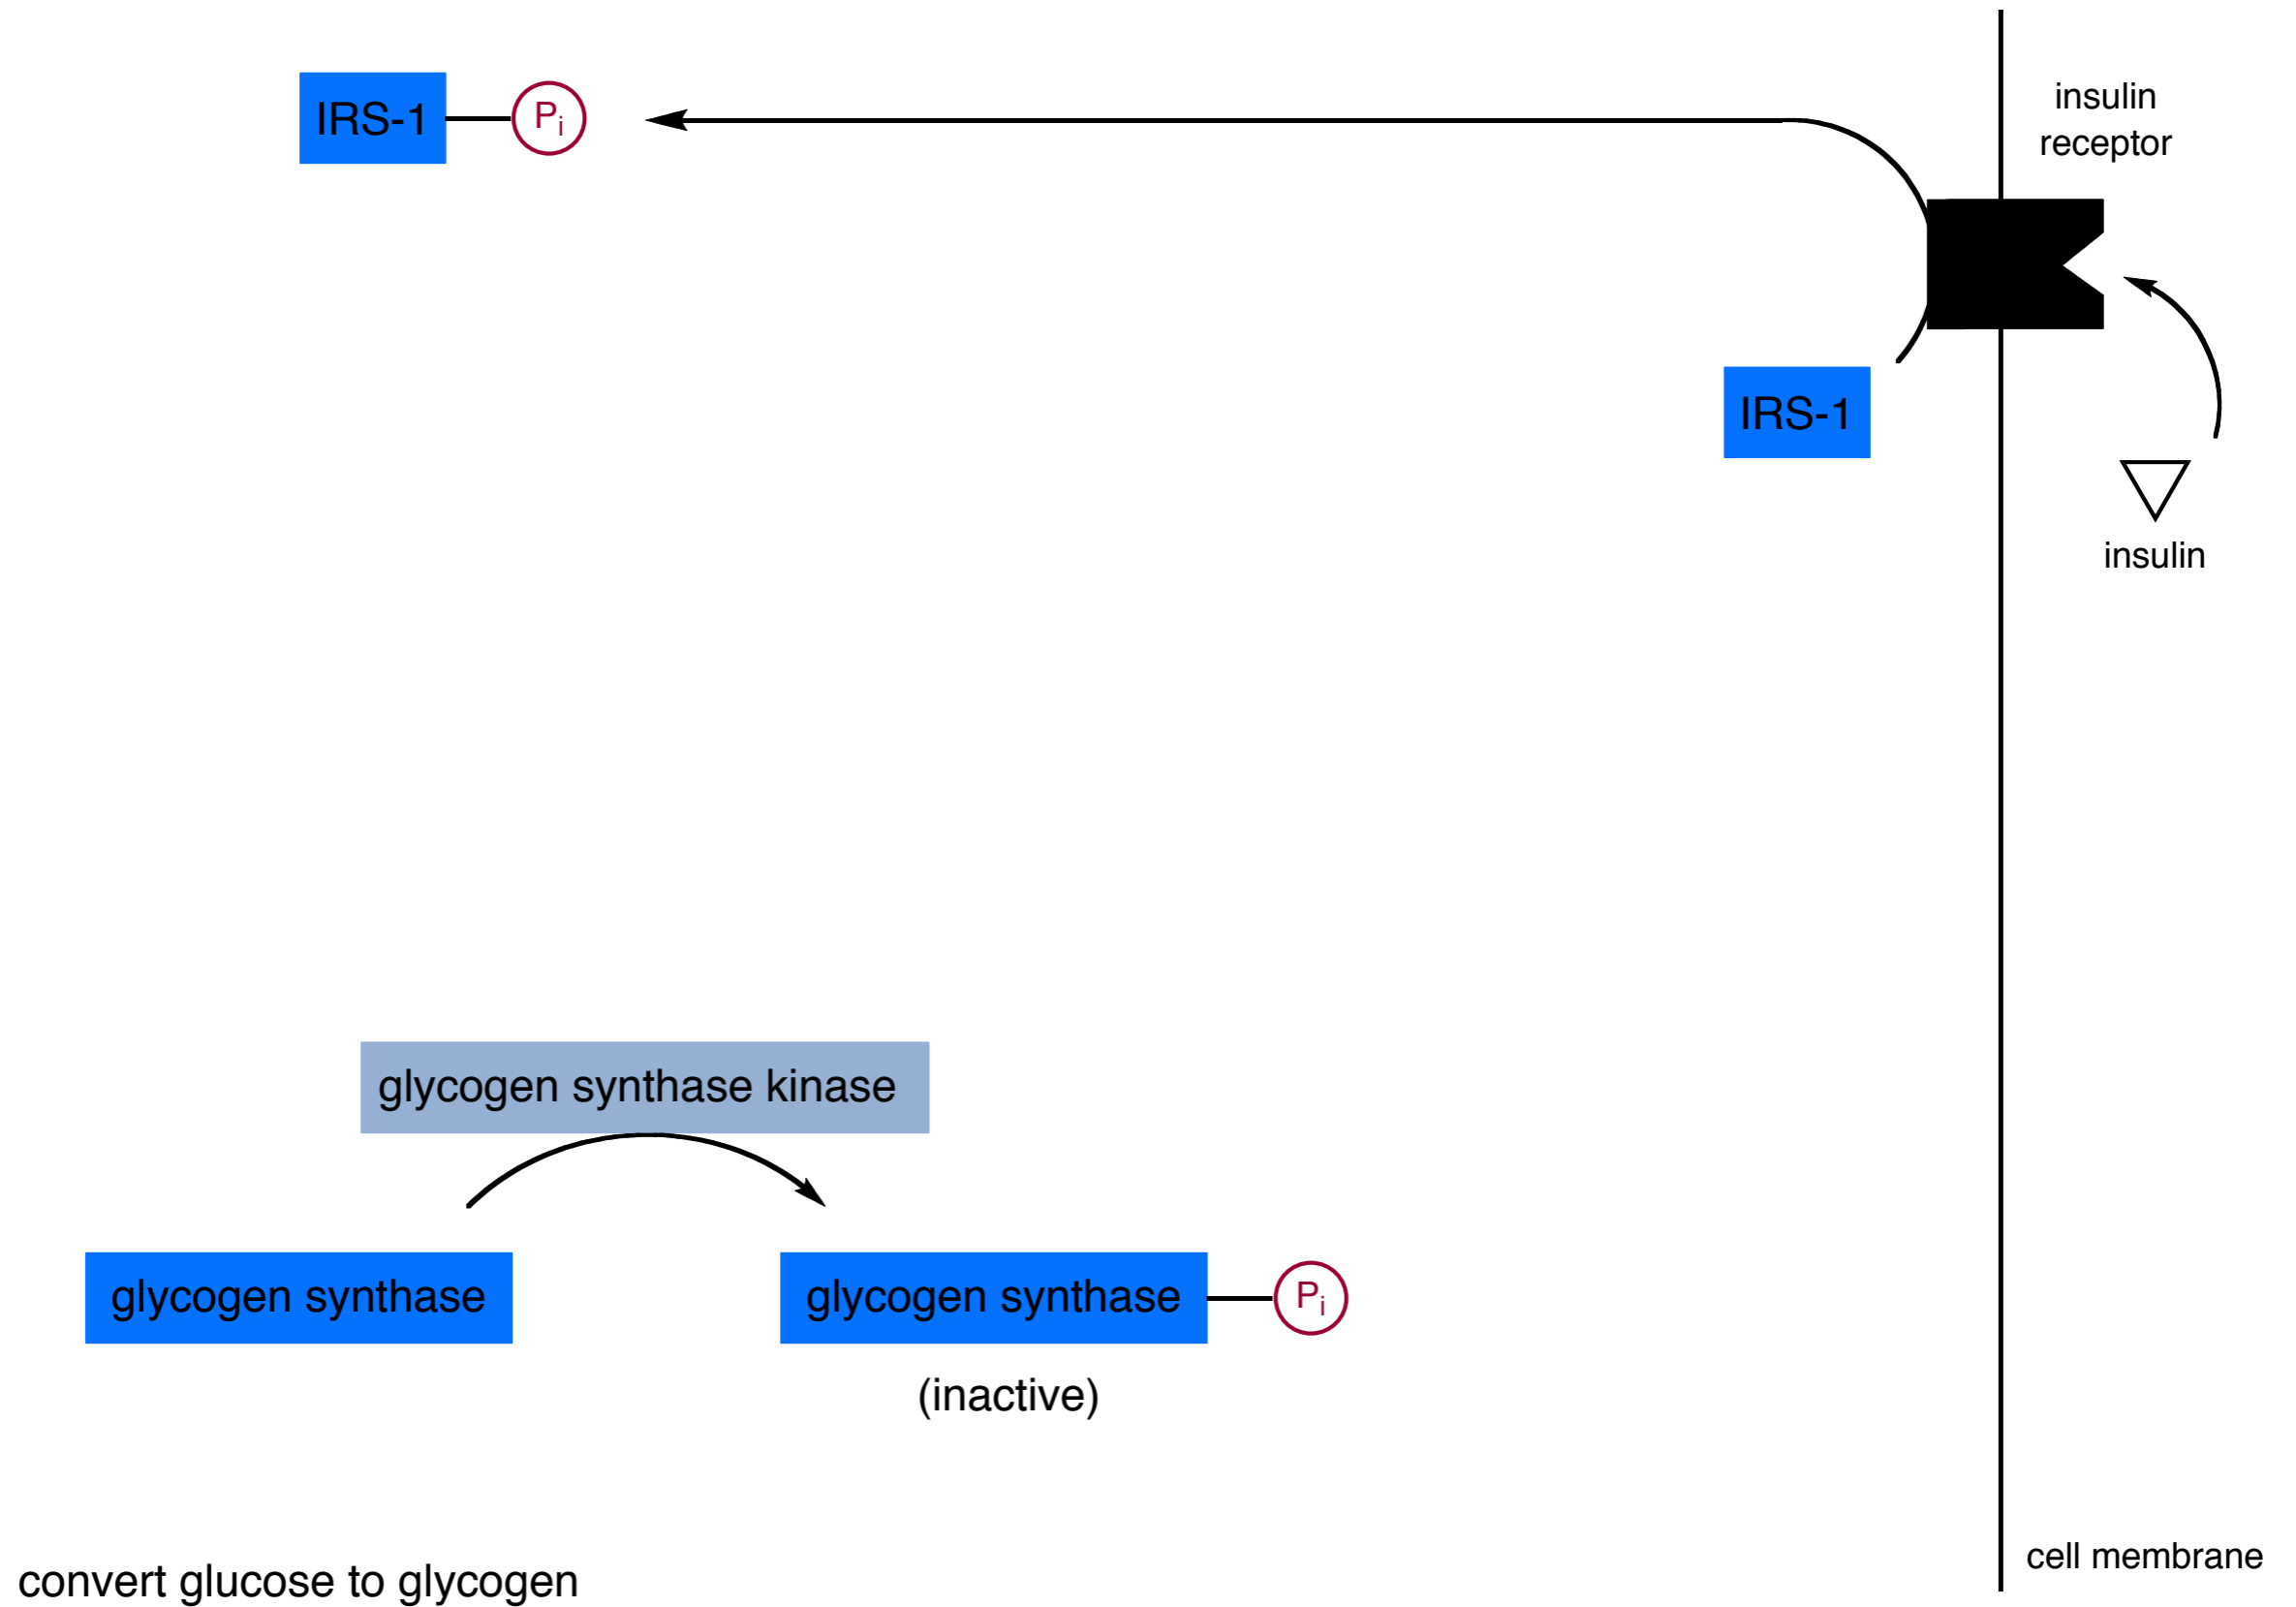 insulin
receptor
IRS-1
Pi
IRS-1
insulin
glycogen synthase kinase
glycogen synthase
glycogen synthase
Pi
(inactive)
cell membrane
convert glucose to glycogen